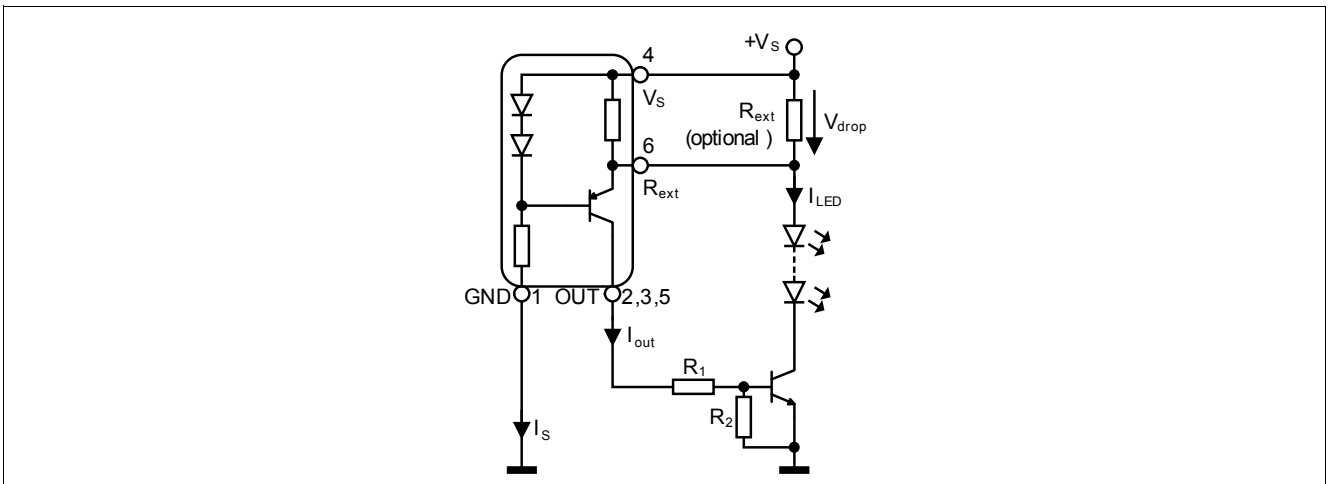 +VS
4
VS
Rext
(optional )
Vdrop
6
Rext
ILED
GND 1 OUT 2,3,5
Iout
R1
R2
IS